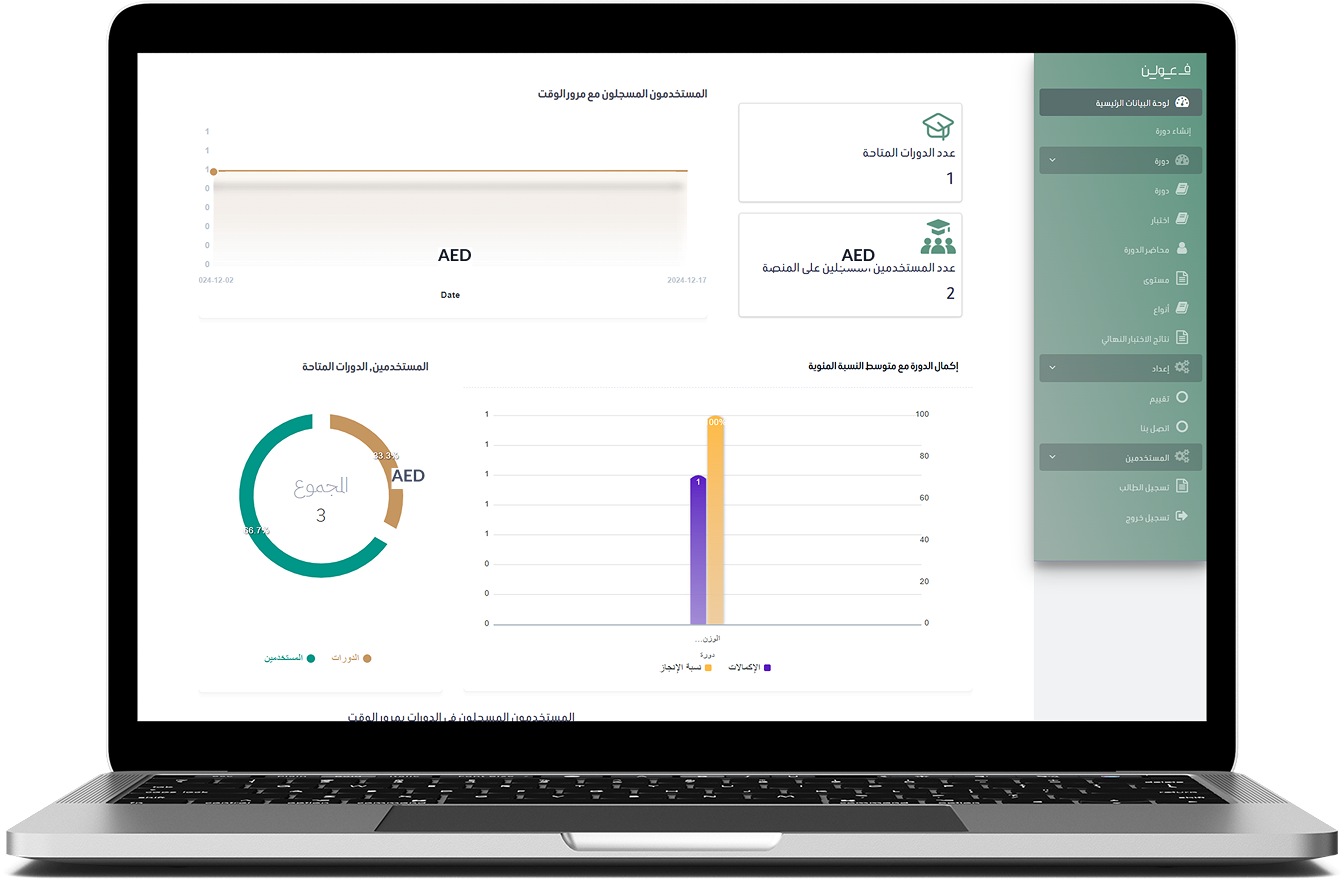 فـعـولـن
لوحة البيانات الرئيسية
إنشاء دورة
دورة
دورة
اختبار
محاضر الدورة
مستوى
أنواع
نتائج الاختبار النهائي
إعداد
تقييم
اتصل بنا
المستخدمين
تسجيل الطالب
تسجيل خروج
عدد الدورات المتاحة
1
AED
عدد المستخدمين المسجلين على المنصة
2
المستخدمون المسجلون مع مرور الوقت
1
1
1
0
0
0
0
0
AED
024-12-02
2024-12-17
Date
إكمال الدورة مع متوسط النسبة المئوية
1
1
1
1
1
0
0
0
100
80
60
40
20
0
1
00%
الوزن...
دورة
الإكمالات
نسبة الإنجاز
المستخدمين, الدورات المتاحة
33.3%
AED
المجموع
3
66.7%
الدورات
المستخدمين
المستخدمون المسجلون في الدورات بمرور الوقت